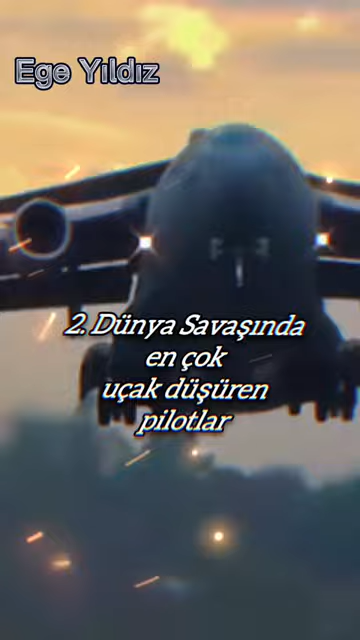 Ege Yıldız
2. Dünya Savaşında
en çok
uçak düşüren
pilotlar